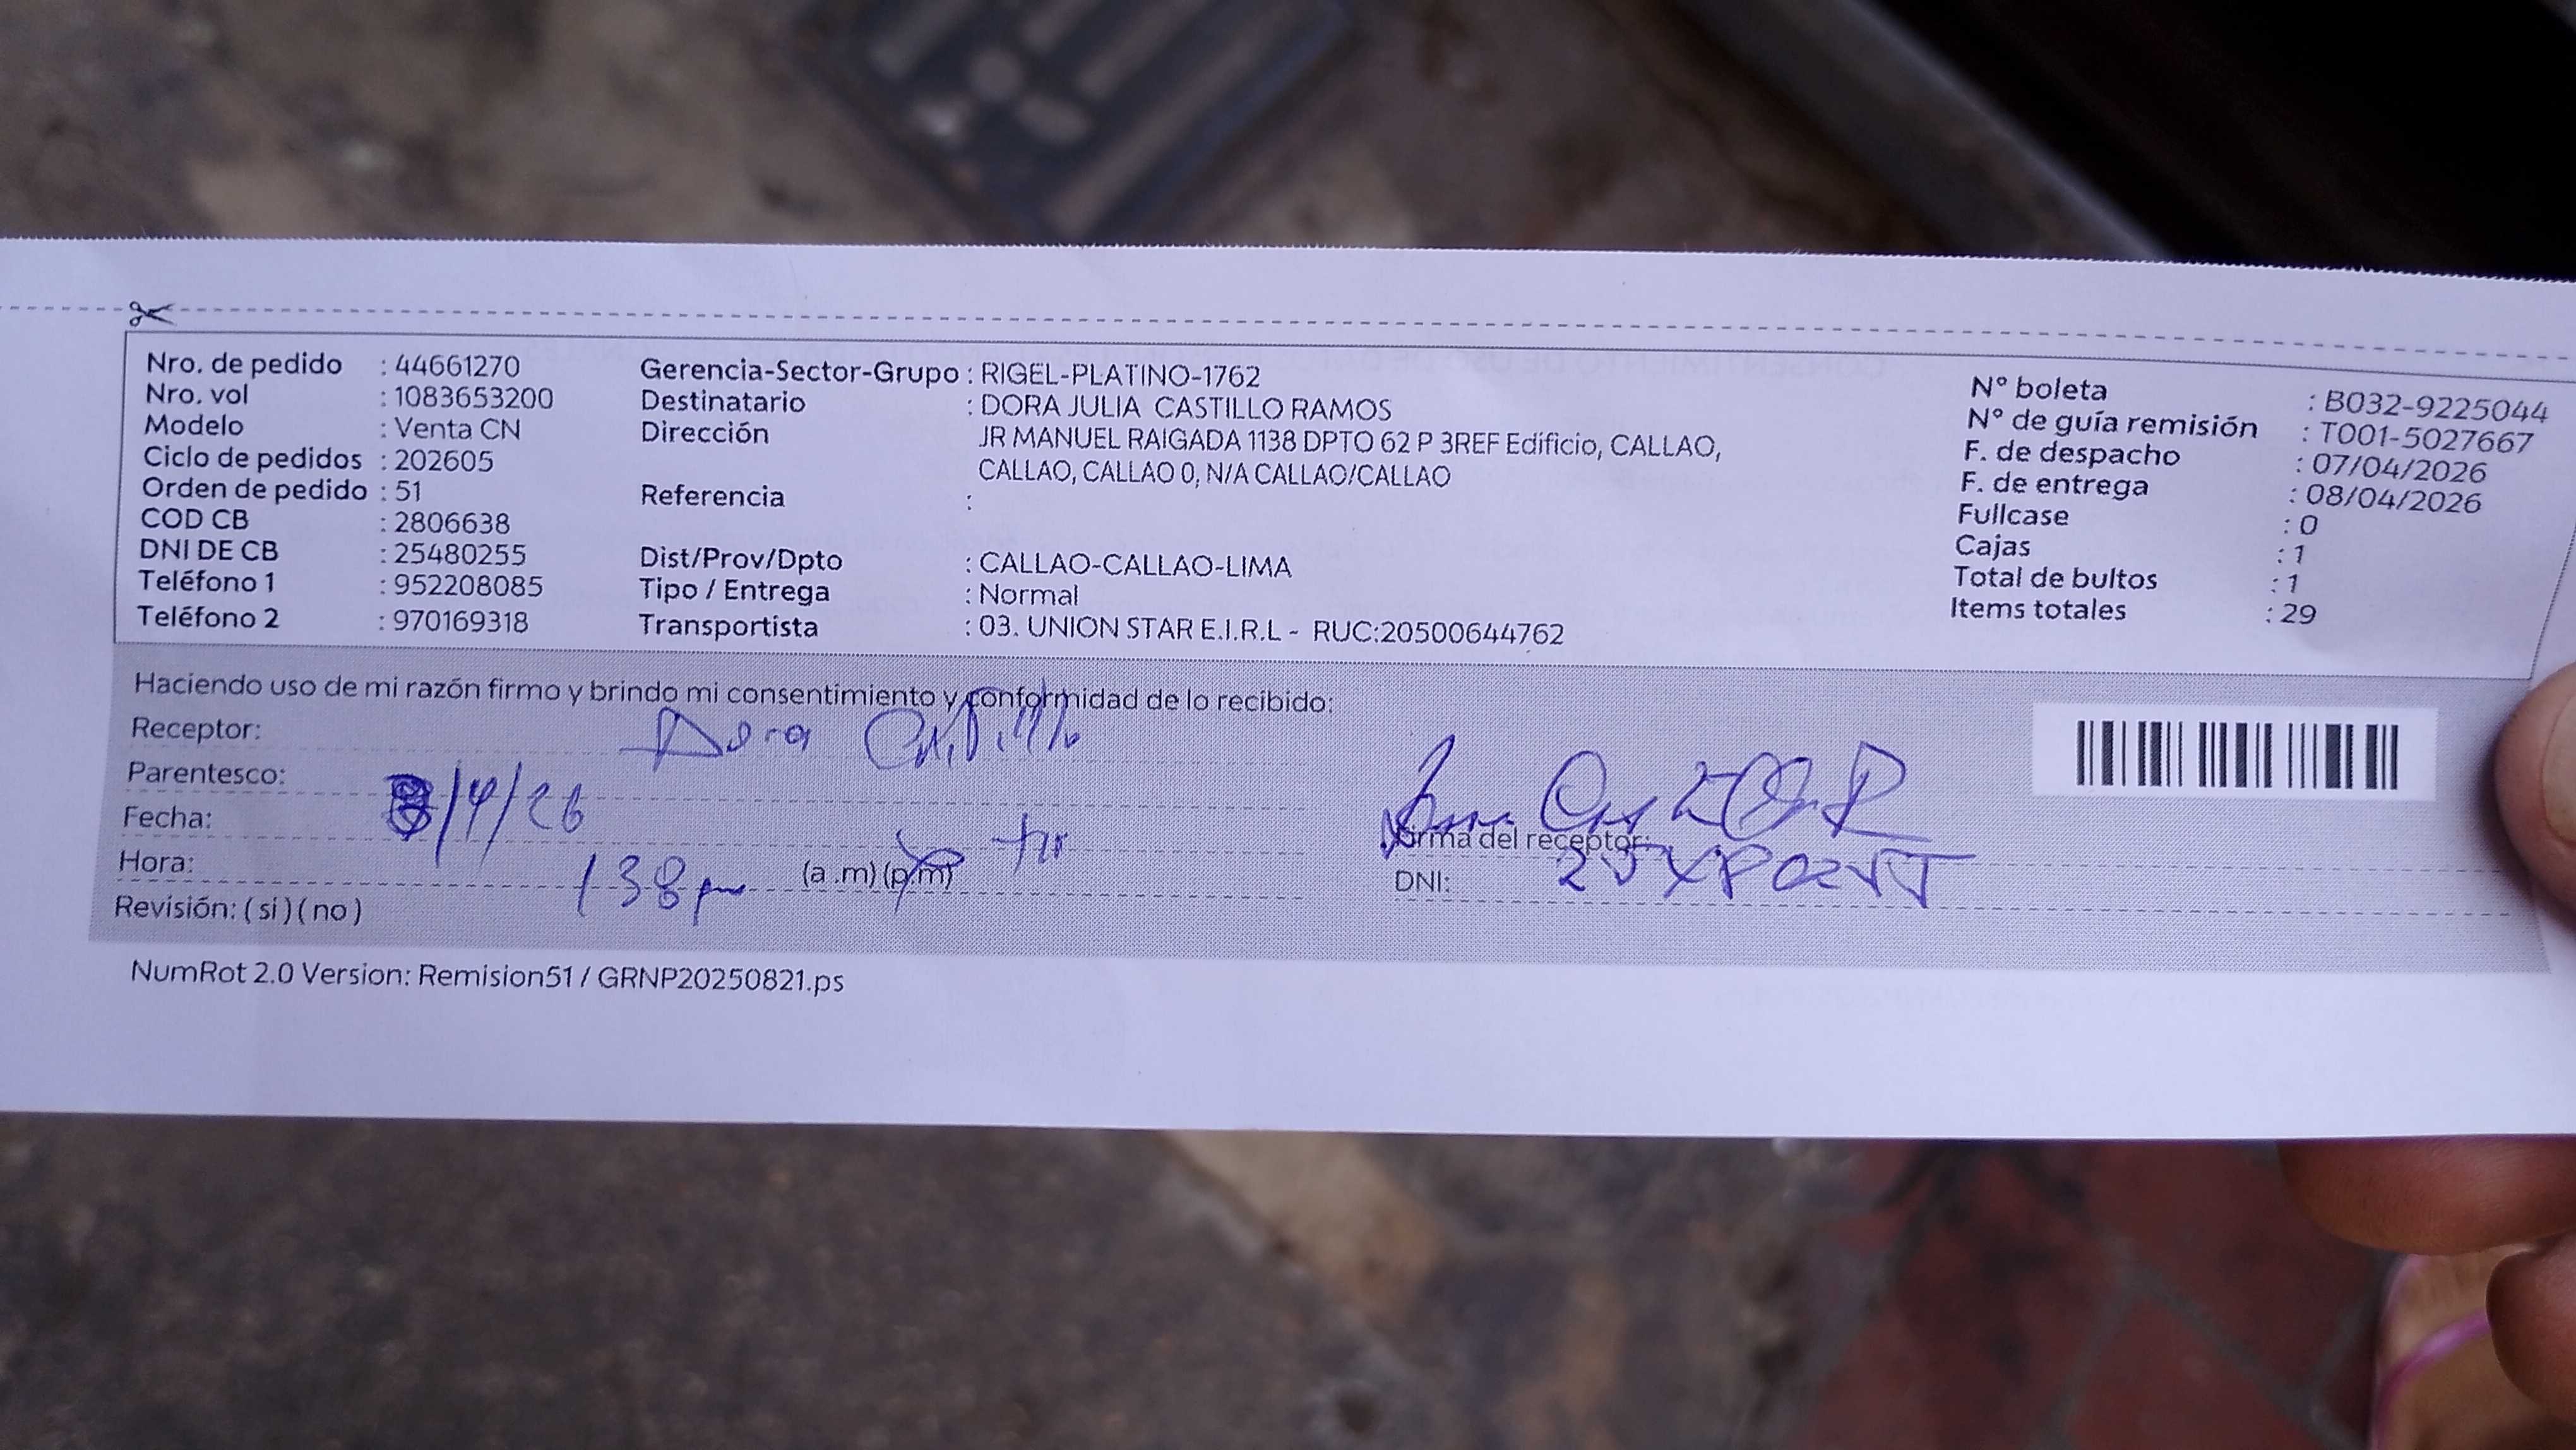 Nro. de pedido : 44661270
Nro. vol : 1083653200
Modelo : Venta CN
Ciclo de pedidos : 202605
Orden de pedido : 51
COD CB : 2806638
DNI DE CB : 25480255
Teléfono 1 : 952208085
Teléfono 2 : 970169318
Gerencia-Sector-Grupo : RIGEL-PLATINO-1762
Destinatario : DORA JULIA CASTILLO RAMOS
Dirección JR MANUEL RAIGADA 1138 DPTO 62 P 3REF Edificio, CALLAO,
CALLAO, CALLAO 0, N/A CALLAO/CALLAO
Referencia :
Dist/Prov/Dpto : CALLAO-CALLAO-LIMA
Tipo / Entrega : Normal
Transportista : 03. UNION STAR E.I.R.L - RUC:20500644762
N° boleta : B032-9225044
N° de guía remisión : T001-5027667
F. de despacho : 07/04/2026
F. de entrega : 08/04/2026
Fullcase : 0
Cajas : 1
Total de bultos : 1
Items totales : 29
Haciendo uso de mi razón firmo y brindo mi consentimiento y conformidad de lo recibido:
Receptor: Dora Castillo
Parentesco:
Fecha: 8/4/26
Hora: 138pm (a.m) (p.m)
Revisión: ( si ) ( no )
Firma del receptor:
DNI:
NumRot 2.0 Version: Remision51 / GRNP20250821.ps